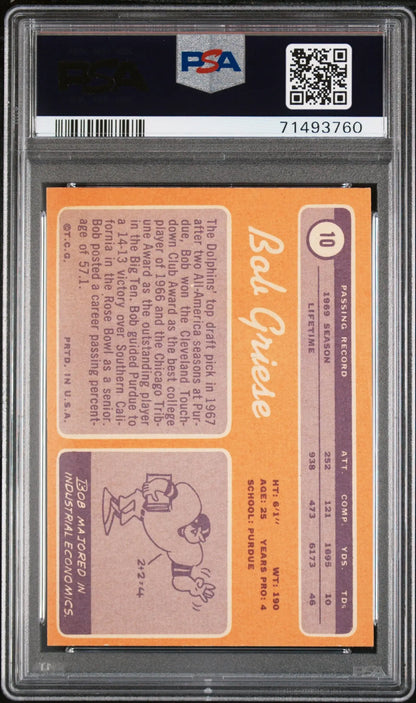 PSA
PSA
71493760
10
PASSING RECORD ATT. COMP. YDS. TDs
1969 SEASON 252 121 1695 10
LIFETIME 938 473 6173 46
Bob Griese
HT: 6'1" WT: 190
AGE: 25 YEARS PRO: 4
SCHOOL: PURDUE
The Dolphins' top draft pick in 1967
after two All-America seasons at Pur-
due, Bob won the Cleveland Touch-
down Club Award as the best college
player of 1966 and the Chicago Trib-
une Award as the outstanding player
in the Big Ten. Bob guided Purdue to
a 14-13 victory over Southern Cali-
fornia in the Rose Bowl as a senior.
Bob posted a career passing percent-
age of 57.1.
©T.C.G. PRTD. IN U.S.A.
2+2=4
BOB MAJORED IN
INDUSTRIAL ECONOMICS.
PSA